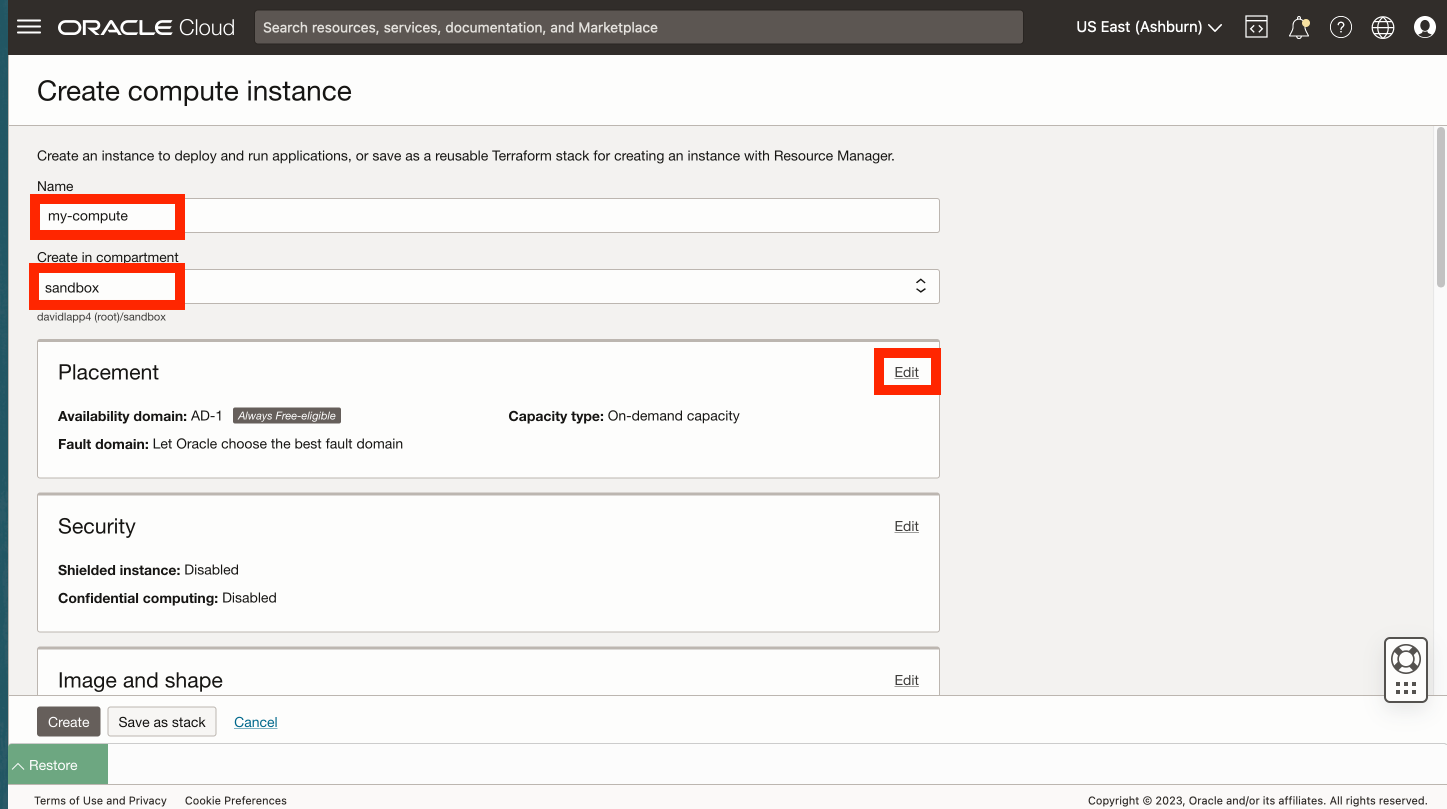 ORACLE Cloud
Search resources, services, documentation, and Marketplace
US East (Ashburn)
Create compute instance
Create an instance to deploy and run applications, or save as a reusable Terraform stack for creating an instance with Resource Manager.
Name
my-compute
Create in compartment
sandbox
davidlapp4 (root)/sandbox
Placement
Edit
Availability domain: AD-1 Always Free-eligible
Capacity type: On-demand capacity
Fault domain: Let Oracle choose the best fault domain
Security
Edit
Shielded instance: Disabled
Confidential computing: Disabled
Image and shape
Edit
Create
Save as stack
Cancel
Restore
Terms of Use and Privacy
Cookie Preferences
Copyright © 2023, Oracle and/or its affiliates. All rights reserved.